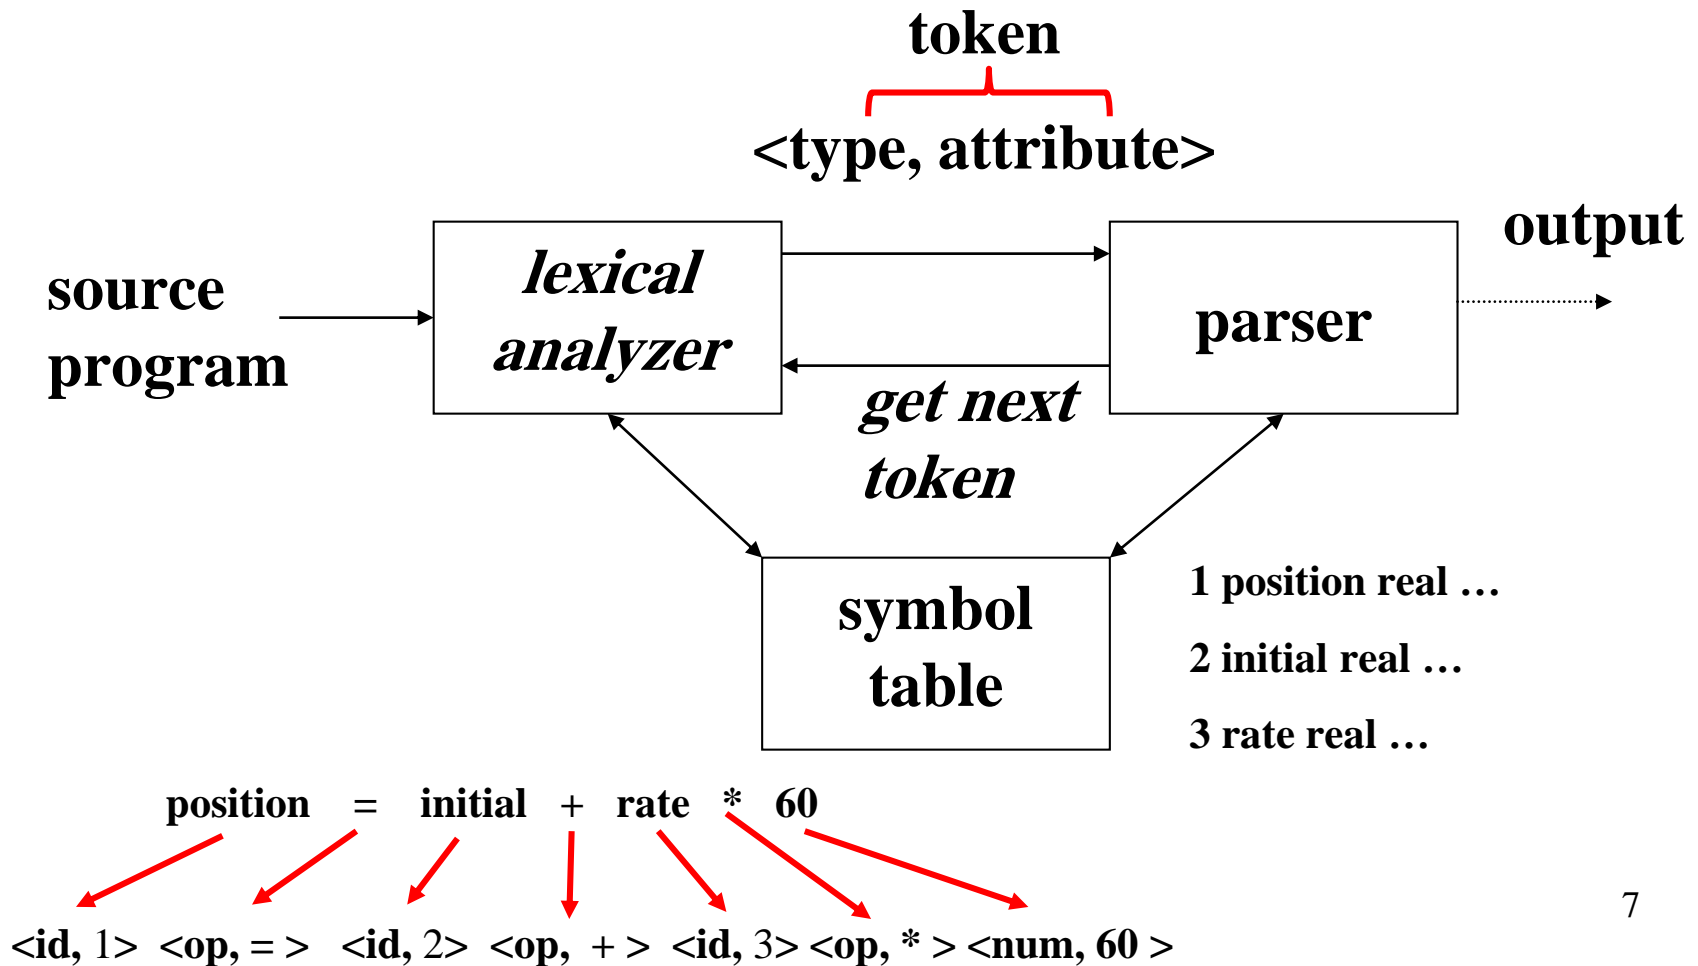 token
<type, attribute>
output
source
program
lexical
analyzer
parser
get next
token
symbol
table
1 position real …
2 initial real …
3 rate real …
position = initial + rate * 60
<id, 1> <op, = > <id, 2> <op, + > <id, 3> <op, * > <num, 60 >
7